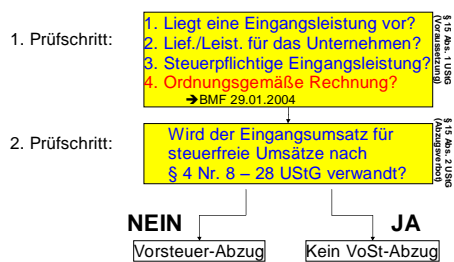 1. Prüfschritt:
1. Liegt eine Eingangsleistung vor?
2. Lief./Leist. für das Unternehmen?
3. Steuerpflichtige Eingangsleistung?
4. Ordnungsgemäße Rechnung?
➔BMF 29.01.2004
§ 15 Abs. 1 UStG
(Voraussetzung)
2. Prüfschritt:
Wird der Eingangsumsatz für
steuerfreie Umsätze nach
§ 4 Nr. 8 – 28 UStG verwandt?
§ 15 Abs. 2 UStG
(Abzugsverbot)
NEIN
JA
Vorsteuer-Abzug
Kein VoSt-Abzug